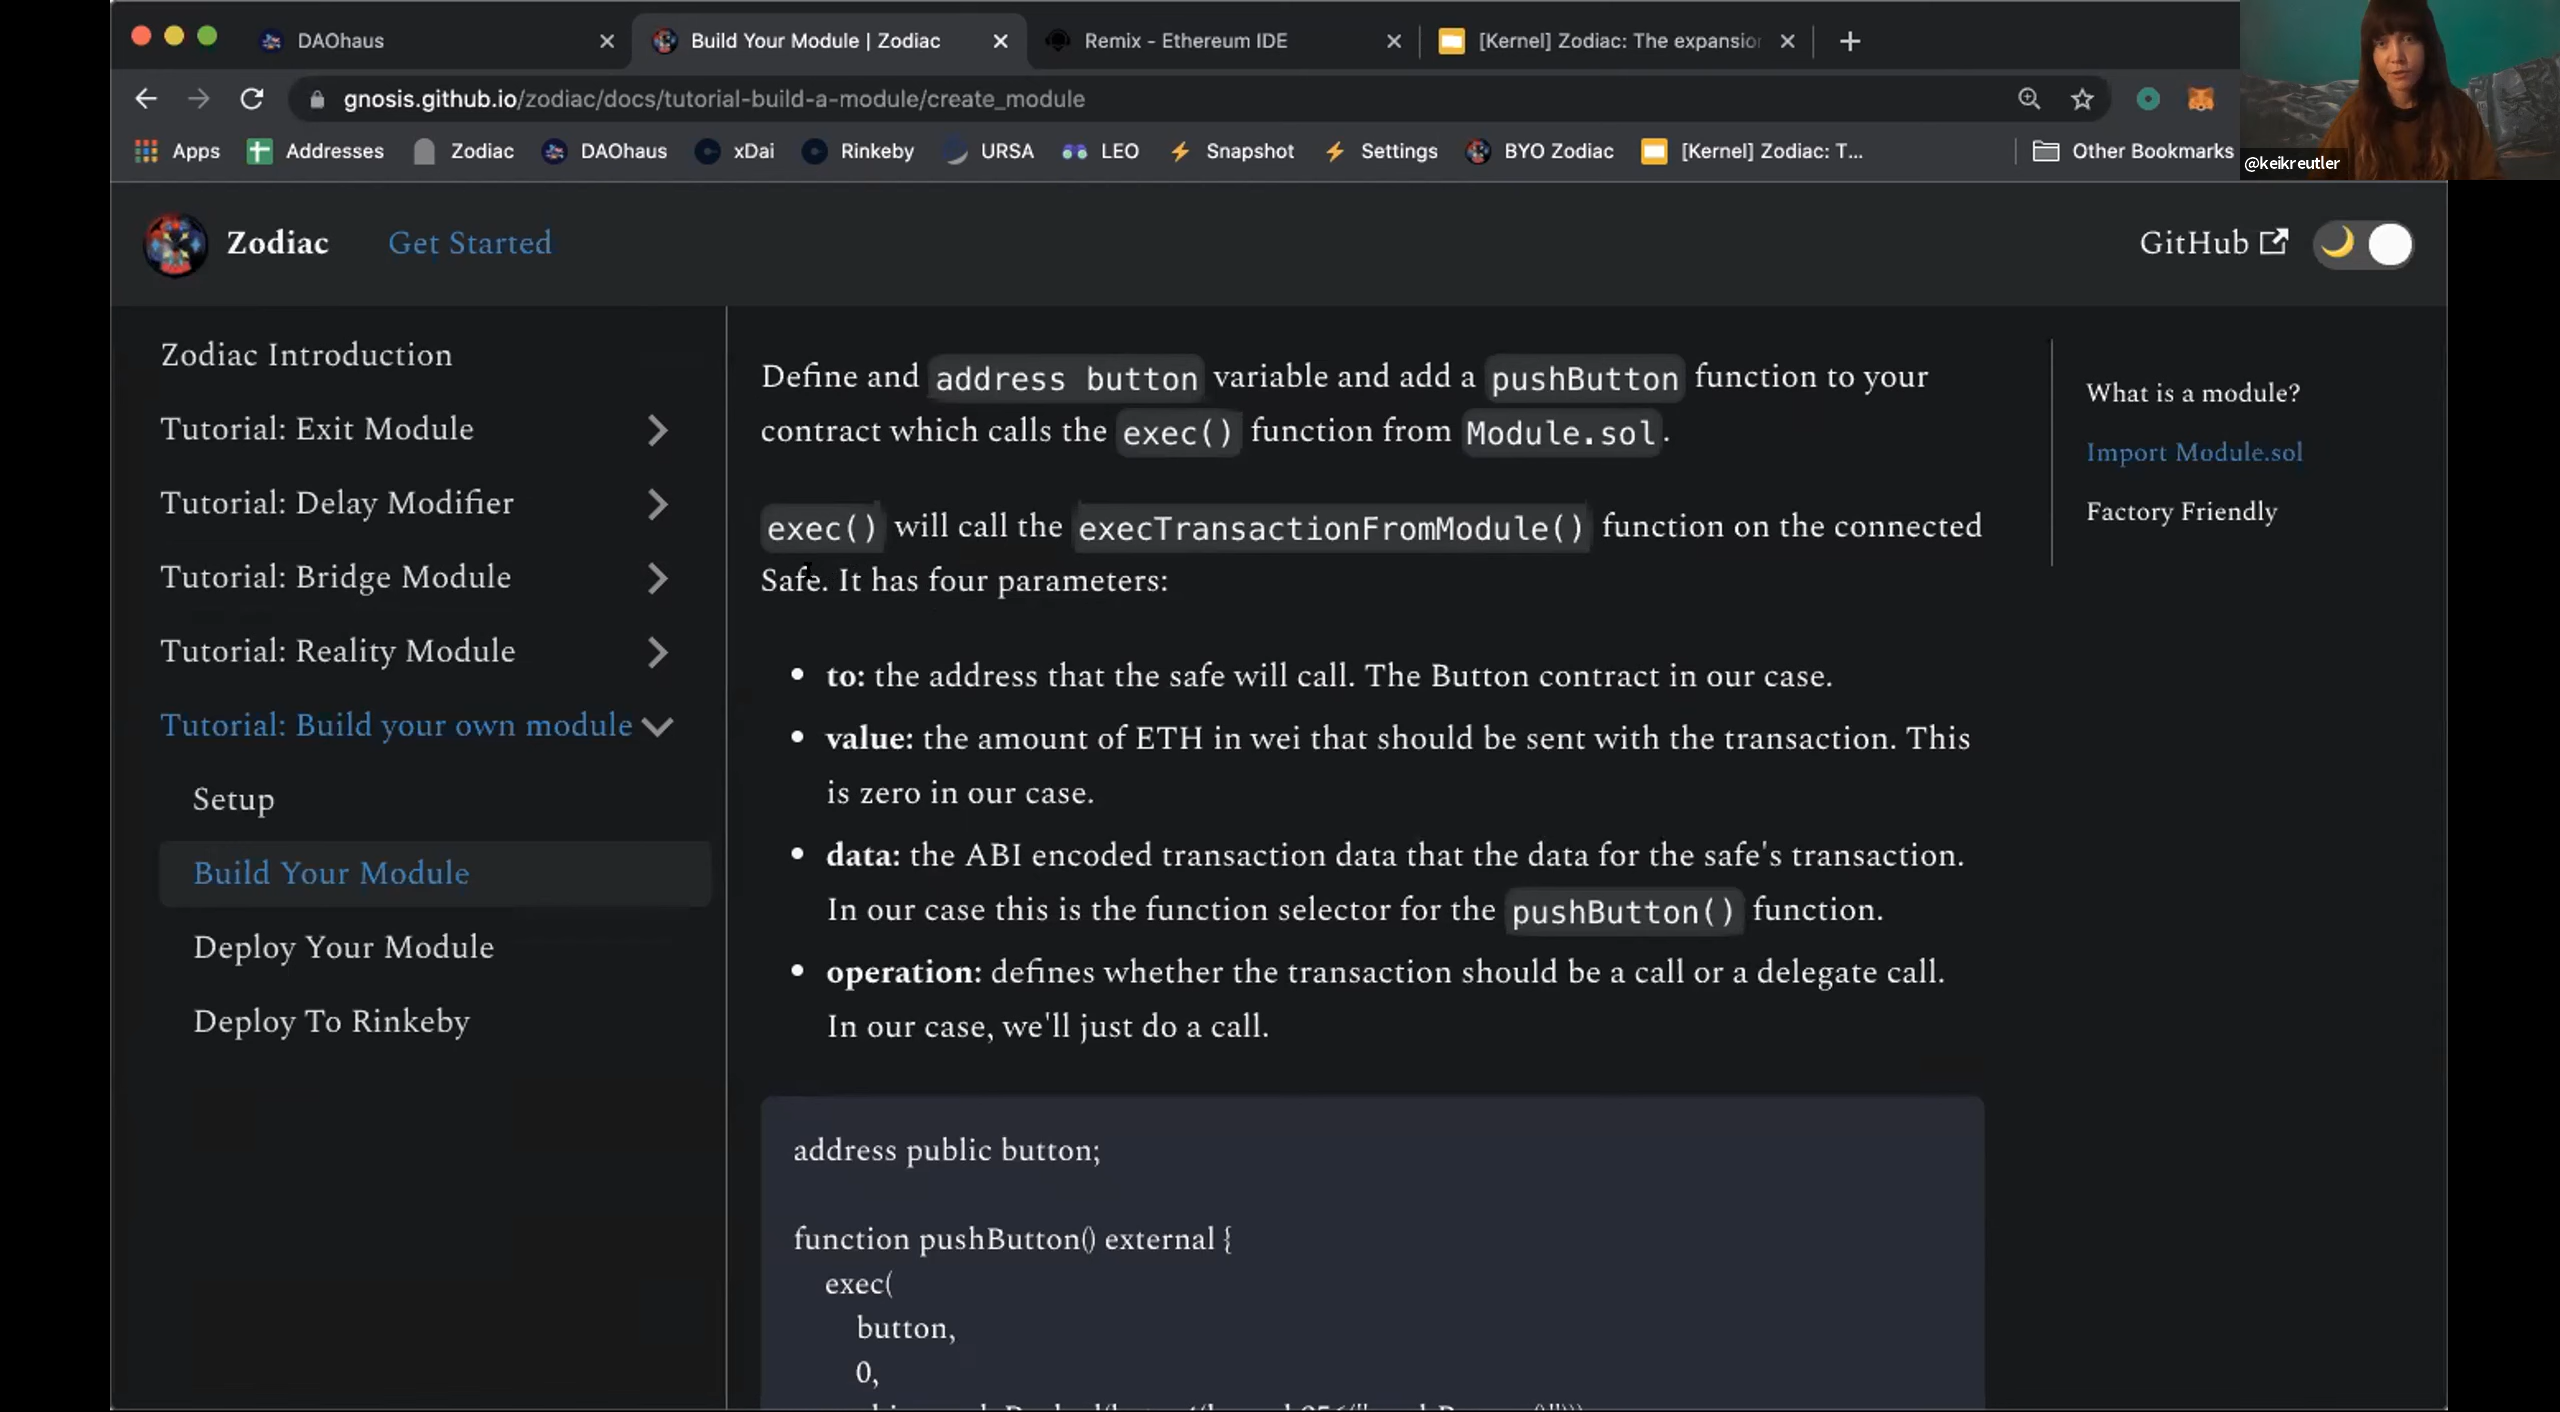 DAOhaus
Build Your Module | Zodiac
Remix - Ethereum IDE
[Kernel] Zodiac: The expansion
gnosis.github.io/zodiac/docs/tutorial-build-a-module/create_module
Apps
Addresses
Zodiac
DAOhaus
xDai
Rinkeby
URSA
LEO
Snapshot
Settings
BYO Zodiac
[Kernel] Zodiac: T...
Other Bookmarks
@keikreutler
Zodiac
Get Started
GitHub
Zodiac Introduction
Tutorial: Exit Module
Tutorial: Delay Modifier
Tutorial: Bridge Module
Tutorial: Reality Module
Tutorial: Build your own module
Setup
Build Your Module
Deploy Your Module
Deploy To Rinkeby
Define and address button variable and add a pushButton function to your
contract which calls the exec() function from Module.sol.
exec() will call the execTransactionFromModule() function on the connected
Safe. It has four parameters:
• to: the address that the safe will call. The Button contract in our case.
• value: the amount of ETH in wei that should be sent with the transaction. This
is zero in our case.
• data: the ABI encoded transaction data that the data for the safe's transaction.
In our case this is the function selector for the pushButton() function.
• operation: defines whether the transaction should be a call or a delegate call.
In our case, we'll just do a call.
address public button;
function pushButton() external {
exec(
button,
0,
What is a module?
Import Module.sol
Factory Friendly